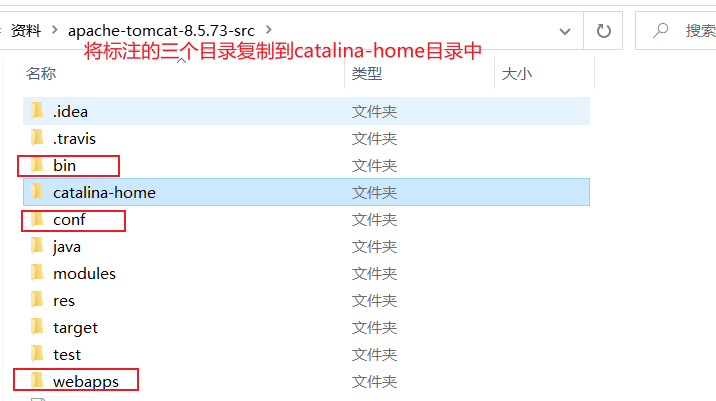 资料 > apache-tomcat-8.5.73-src >
搜索
将标注的三个目录复制到catalina-home目录中
名称 类型 大小
.idea 文件夹
.travis 文件夹
bin 文件夹
catalina-home 文件夹
conf 文件夹
java 文件夹
modules 文件夹
res 文件夹
target 文件夹
test 文件夹
webapps 文件夹